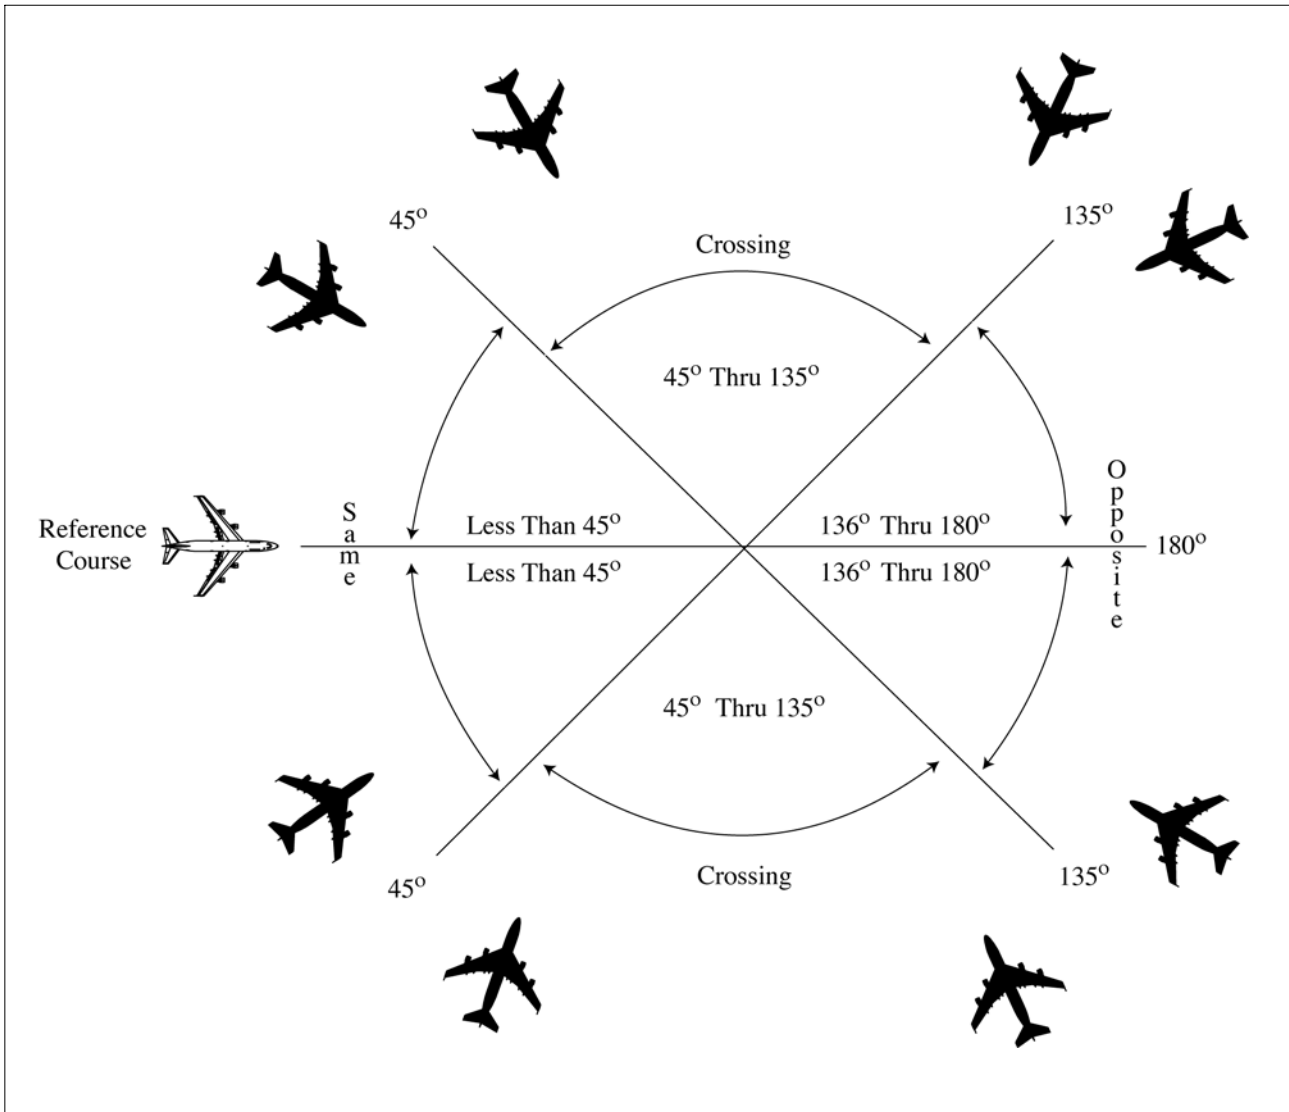 45°
135°
Crossing
45° Thru 135°
Reference
Course
Same
Less Than 45°
136° Thru 180°
Opposite
180°
Less Than 45°
136° Thru 180°
45° Thru 135°
Crossing
45°
135°